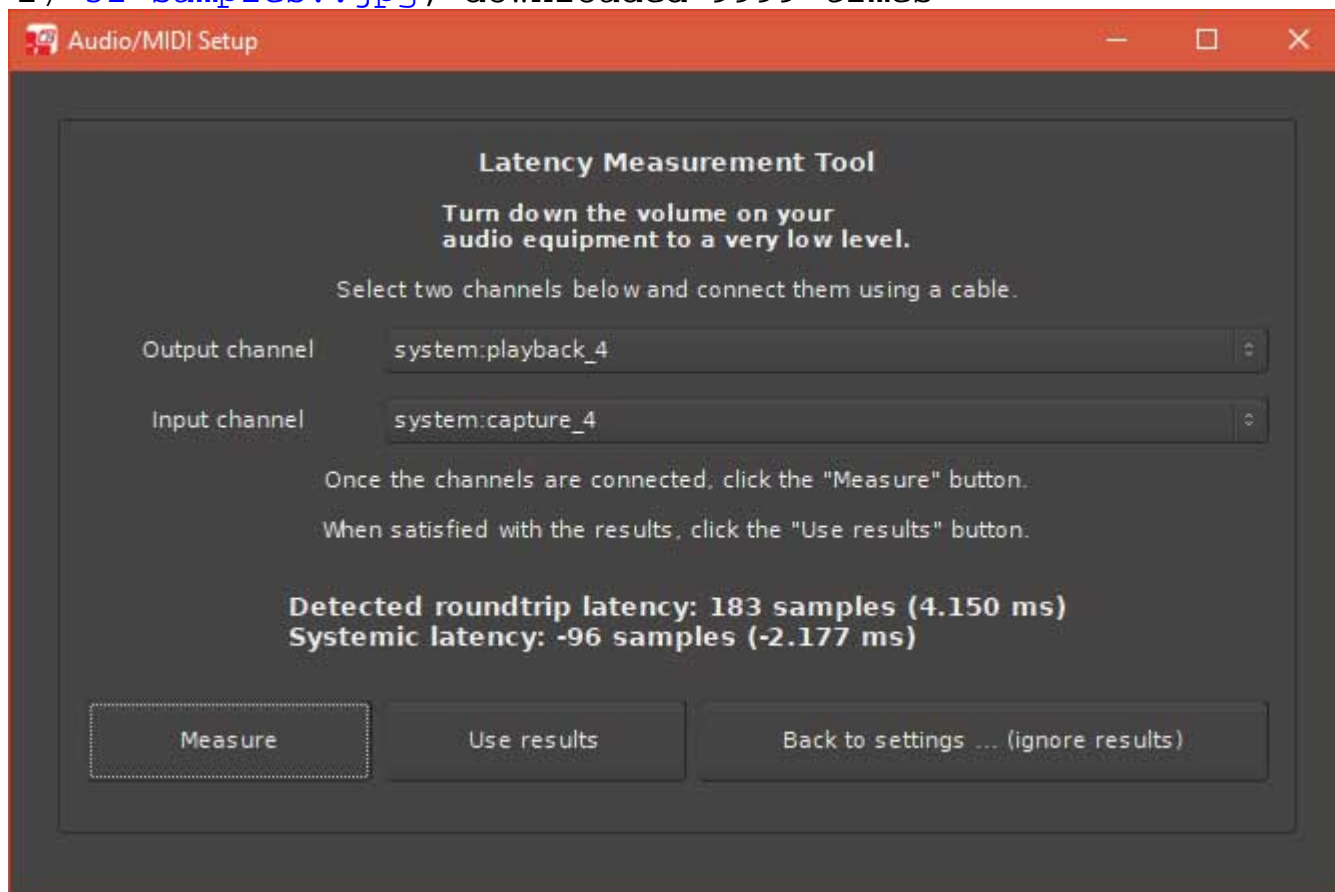 Audio/MIDI Setup
Latency Measurement Tool
Turn down the volume on your
audio equipment to a very low level.
Select two channels below and connect them using a cable.
Output channel system:playback_4
Input channel system:capture_4
Once the channels are connected, click the "Measure" button.
When satisfied with the results, click the "Use results" button.
Detected roundtrip latency: 183 samples (4.150 ms)
Systemic latency: -96 samples (-2.177 ms)
Measure Use results Back to settings ... (ignore results)